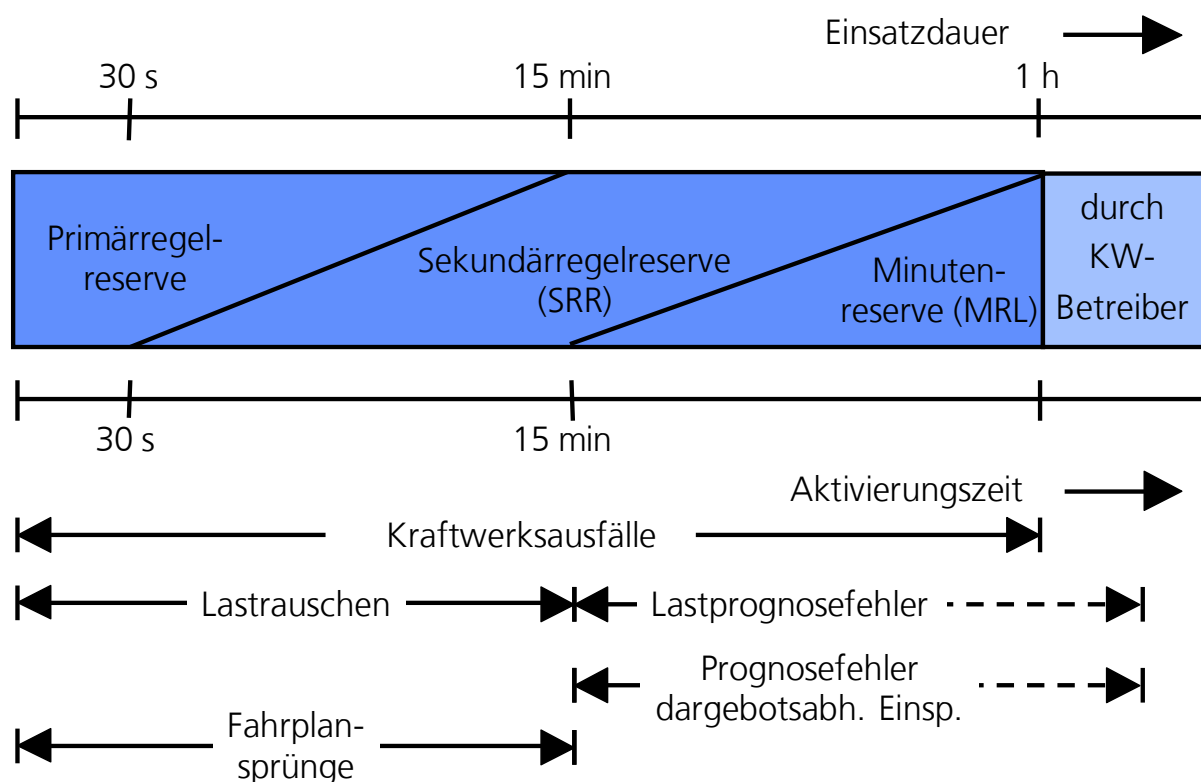 Einsatzdauer
30 s
15 min
1 h
Primärregel-
reserve
Sekundärregelreserve
(SRR)
Minuten-
reserve (MRL)
durch
KW-
Betreiber
30 s
15 min
Aktivierungszeit
Kraftwerksausfälle
Lastrauschen
Lastprognosefehler
Prognosefehler
dargebotsabh. Einsp.
Fahrplan-
sprünge